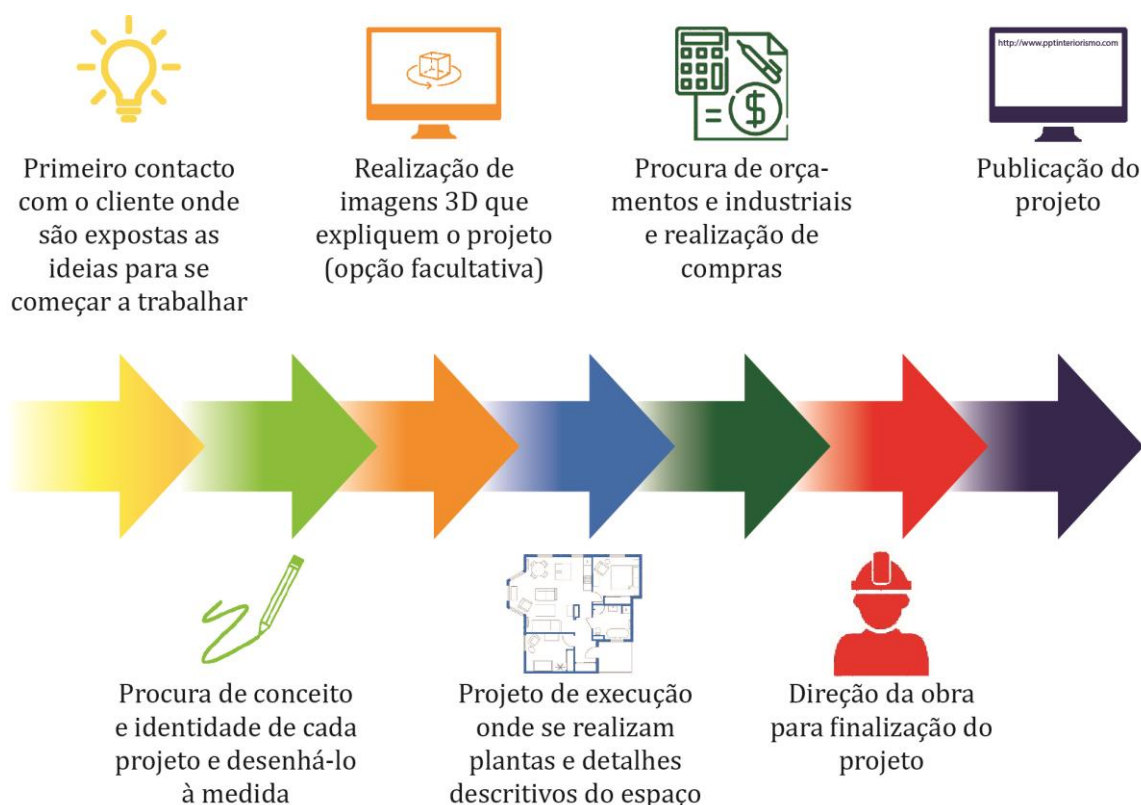 http://www.pptinteriorismo.com
Primeiro contacto
com o cliente onde
são expostas as
ideias para se
começar a trabalhar
Realização de
imagens 3D que
expliquem o projeto
(opção facultativa)
Procura de orça-
mentos e industriais
e realização de
compras
Publicação do
projeto
Procura de conceito
e identidade de cada
projeto e desenhá-lo
à medida
Projeto de execução
onde se realizam
plantas e detalhes
descritivos do espaço
Direção da obra
para finalização do
projeto